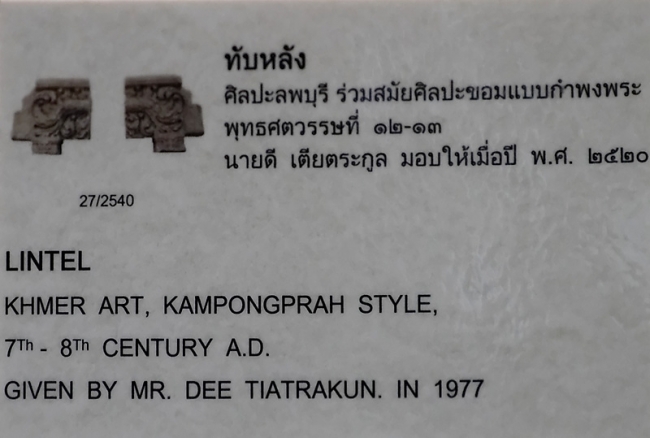 ทับหลัง
ศิลปะลพบุรี ร่วมสมัยศิลปะขอมแบบกำพงพระ
พุทธศตวรรษที่ ๑๒-๑๓
นายดี เตียตระกูล มอบให้เมื่อปี พ.ศ. ๒๕๒๐
27/2540
LINTEL
KHMER ART, KAMPONGPRAH STYLE,
7Th - 8Th CENTURY A.D.
GIVEN BY MR. DEE TIATRAKUN. IN 1977